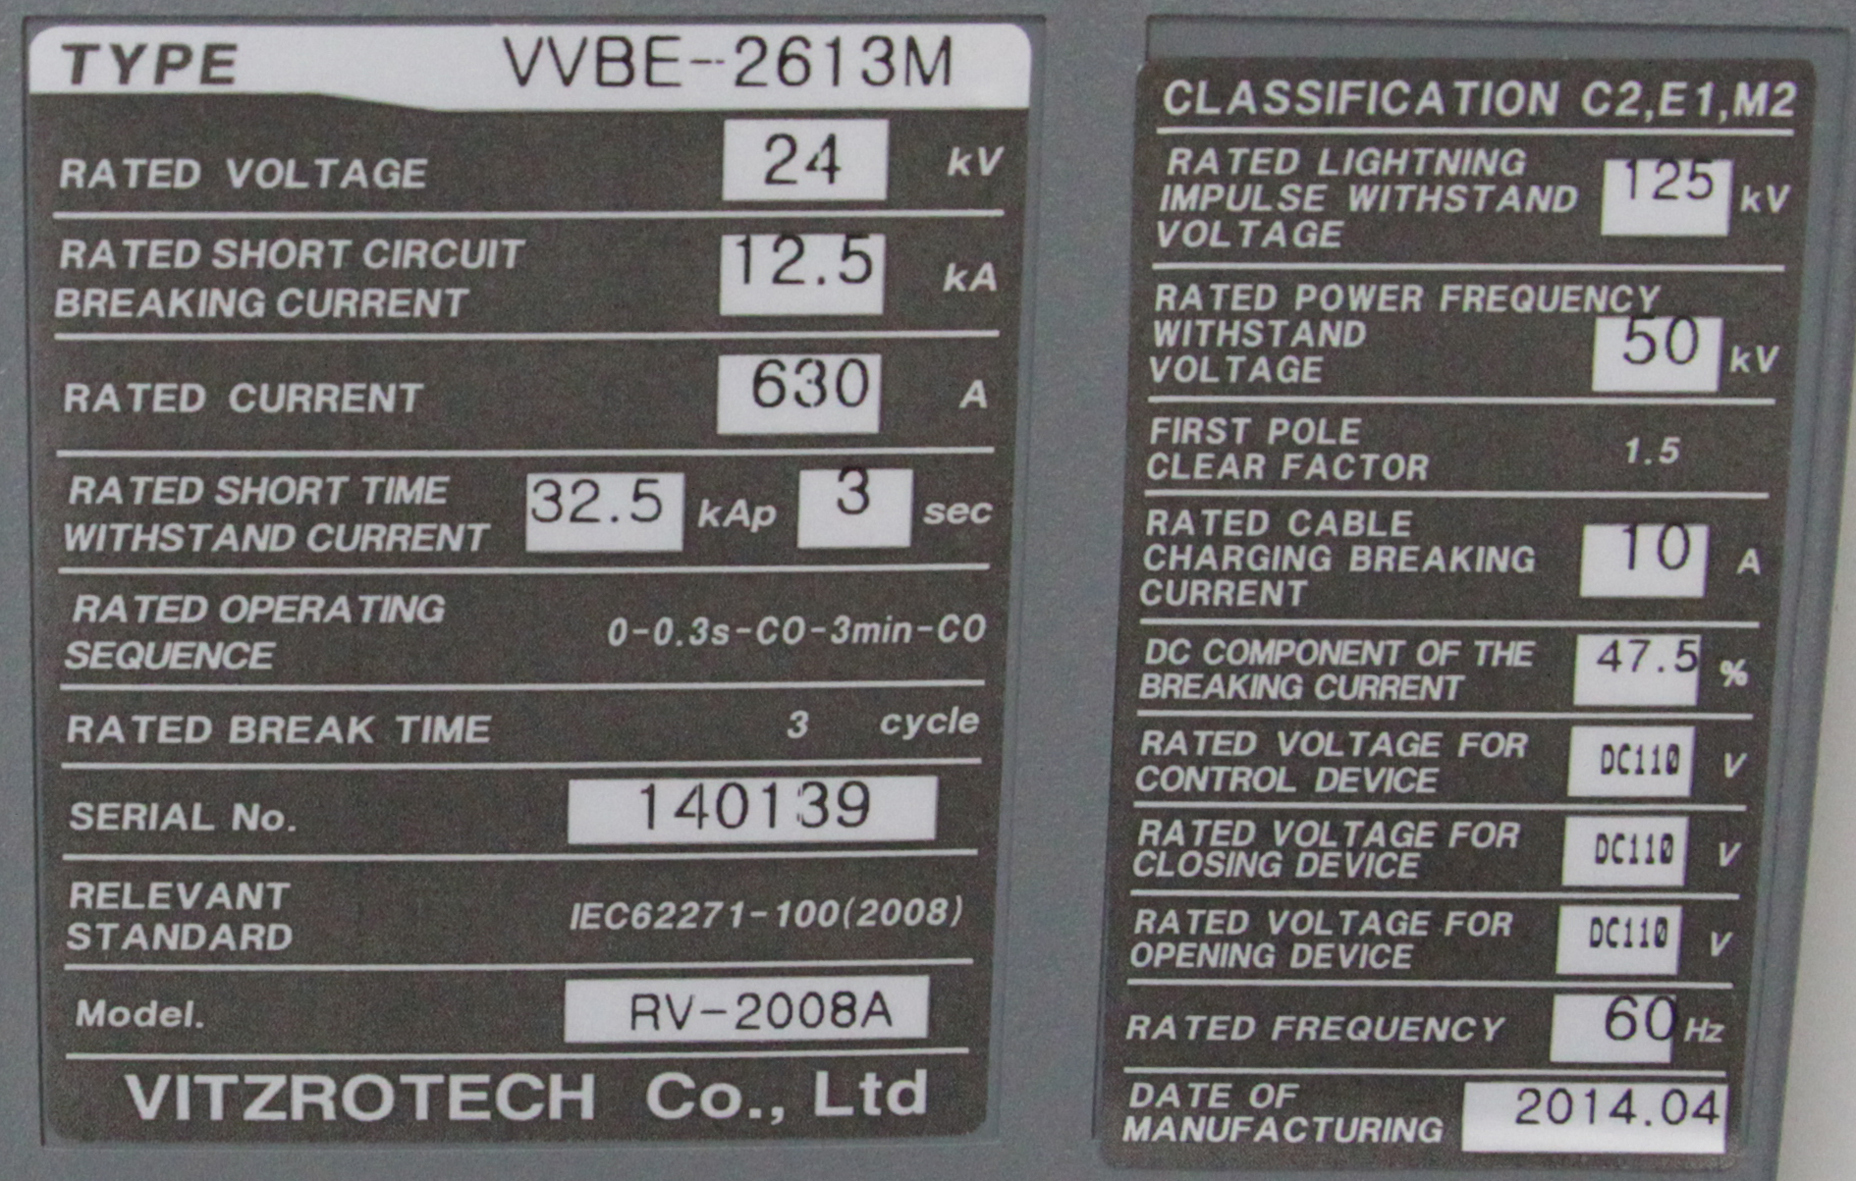 TYPE VVBE-2613M
RATED VOLTAGE 24 kV
RATED SHORT CIRCUIT
BREAKING CURRENT 12.5 kA
RATED CURRENT 630 A
RATED SHORT TIME
WITHSTAND CURRENT 32.5 kAp 3 sec
RATED OPERATING
SEQUENCE 0-0.3s-CO-3min-CO
RATED BREAK TIME 3 cycle
SERIAL No. 140139
RELEVANT
STANDARD IEC62271-100(2008)
Model. RV-2008A
VITZROTECH Co., Ltd
CLASSIFICATION C2,E1,M2
RATED LIGHTNING
IMPULSE WITHSTAND 125 kV
VOLTAGE
RATED POWER FREQUENCY
WITHSTAND 50 kV
VOLTAGE
FIRST POLE
CLEAR FACTOR 1.5
RATED CABLE
CHARGING BREAKING 10 A
CURRENT
DC COMPONENT OF THE
BREAKING CURRENT 47.5 %
RATED VOLTAGE FOR
CONTROL DEVICE DC110 V
RATED VOLTAGE FOR
CLOSING DEVICE DC110 V
RATED VOLTAGE FOR
OPENING DEVICE DC110 V
RATED FREQUENCY 60 Hz
DATE OF
MANUFACTURING 2014.04